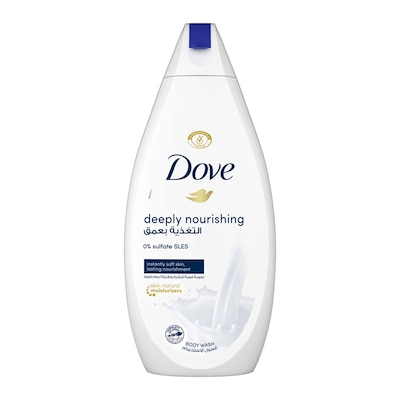 Dove
deeply nourishing
التغذية بعمق
0% sulfate SLES
instantly soft skin,
lasting nourishment
skin-natural
moisturisers
BODY WASH